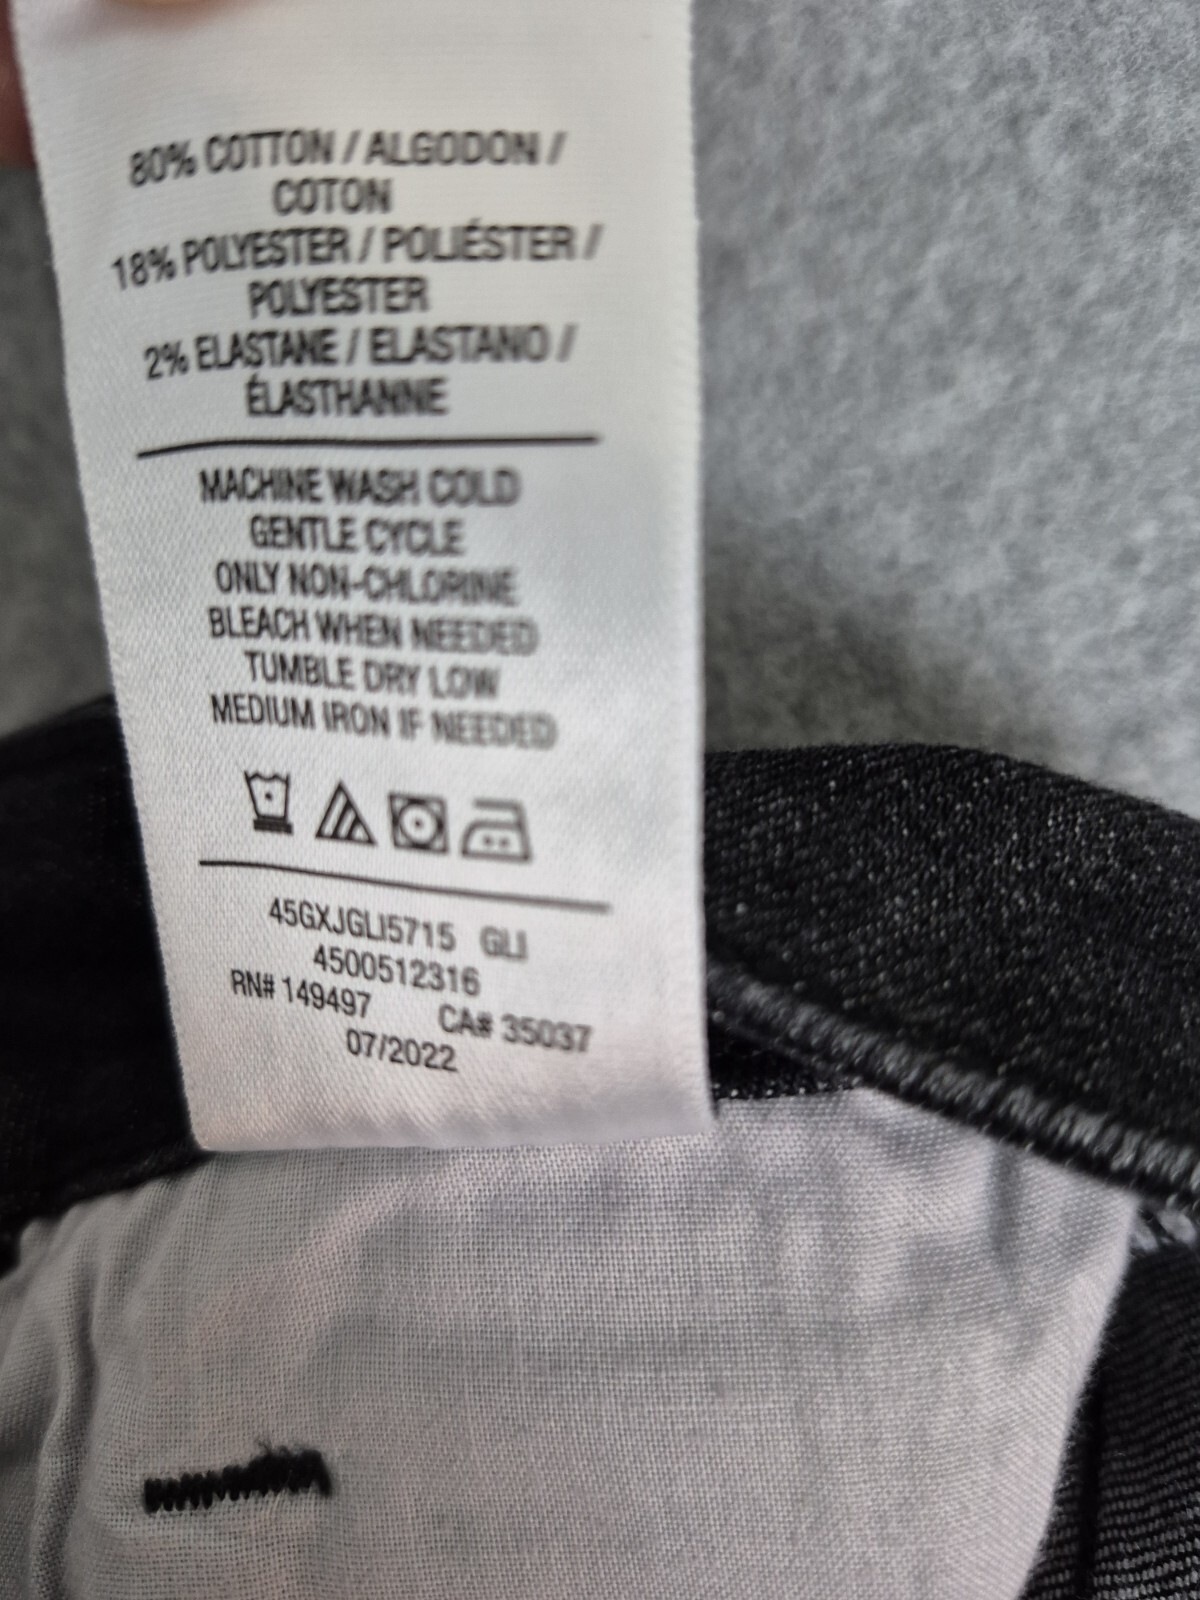 80% COTTON / ALGODON /
COTON
18% POLYESTER / POLIÉSTER /
POLYESTER
2% ELASTANE / ELASTANO /
ÉLASTHANNE
MACHINE WASH COLD
GENTLE CYCLE
ONLY NON-CHLORINE
BLEACH WHEN NEEDED
TUMBLE DRY LOW
MEDIUM IRON IF NEEDED
45GXJGLI5715 GLI
4500512316
RN# 149497 CA# 35037
07/2022